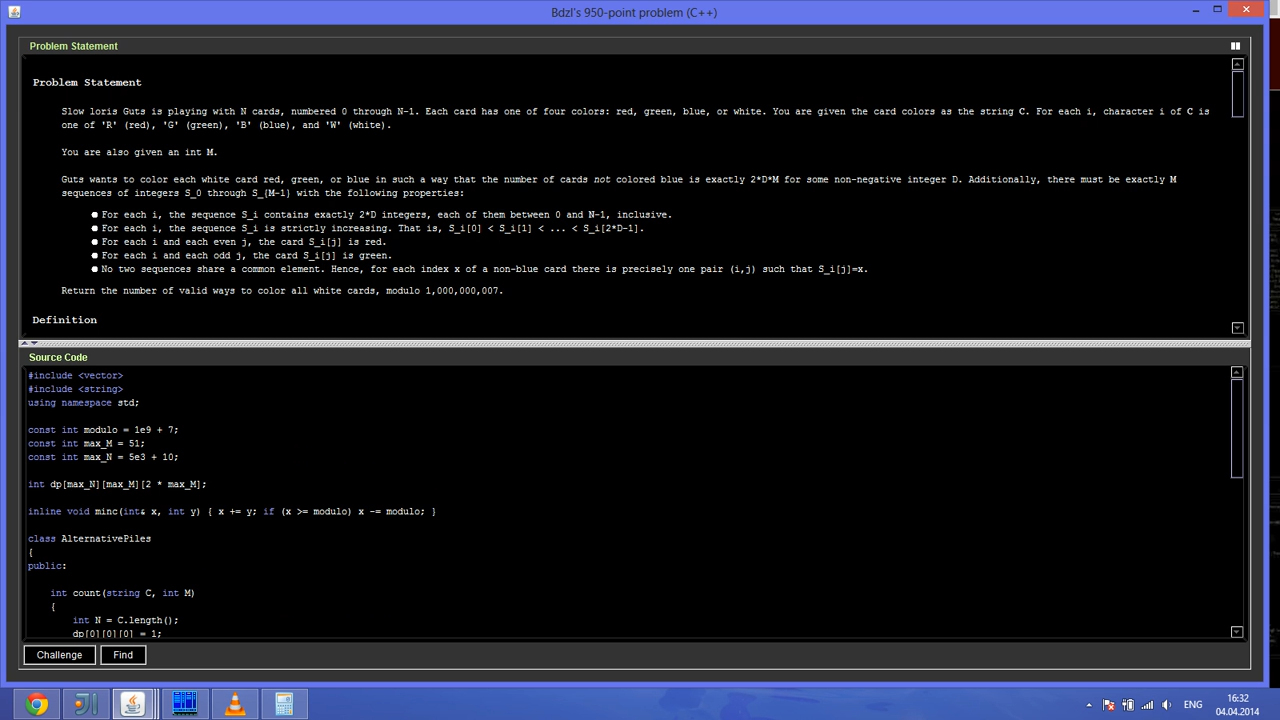 Bdzl's 950-point problem (C++)
Problem Statement
Problem Statement
Slow loris Guts is playing with N cards, numbered 0 through N-1. Each card has one of four colors: red, green, blue, or white. You are given the card colors as the string C. For each i, character i of C is
one of 'R' (red), 'G' (green), 'B' (blue), and 'W' (white).
You are also given an int M.
Guts wants to color each white card red, green, or blue in such a way that the number of cards not colored blue is exactly 2*D*M for some non-negative integer D. Additionally, there must be exactly M
sequences of integers S_0 through S_{M-1} with the following properties:
● For each i, the sequence S_i contains exactly 2*D integers, each of them between 0 and N-1, inclusive.
● For each i, the sequence S_i is strictly increasing. That is, S_i[0] < S_i[1] < ... < S_i[2*D-1].
● For each i and each even j, the card S_i[j] is red.
● For each i and each odd j, the card S_i[j] is green.
● No two sequences share a common element. Hence, for each index x of a non-blue card there is precisely one pair (i,j) such that S_i[j]=x.
Return the number of valid ways to color all white cards, modulo 1,000,000,007.
Definition
Source Code
#include <vector>
#include <string>
using namespace std;
const int modulo = 1e9 + 7;
const int max_M = 51;
const int max_N = 5e3 + 10;
int dp[max_N][max_M][2 * max_M];
inline void minc(int& x, int y) { x += y; if (x >= modulo) x -= modulo; }
class AlternativePiles
{
public:
int count(string C, int M)
{
int N = C.length();
dp[0][0][0] = 1;
Challenge
Find
ENG
16:32
04.04.2014